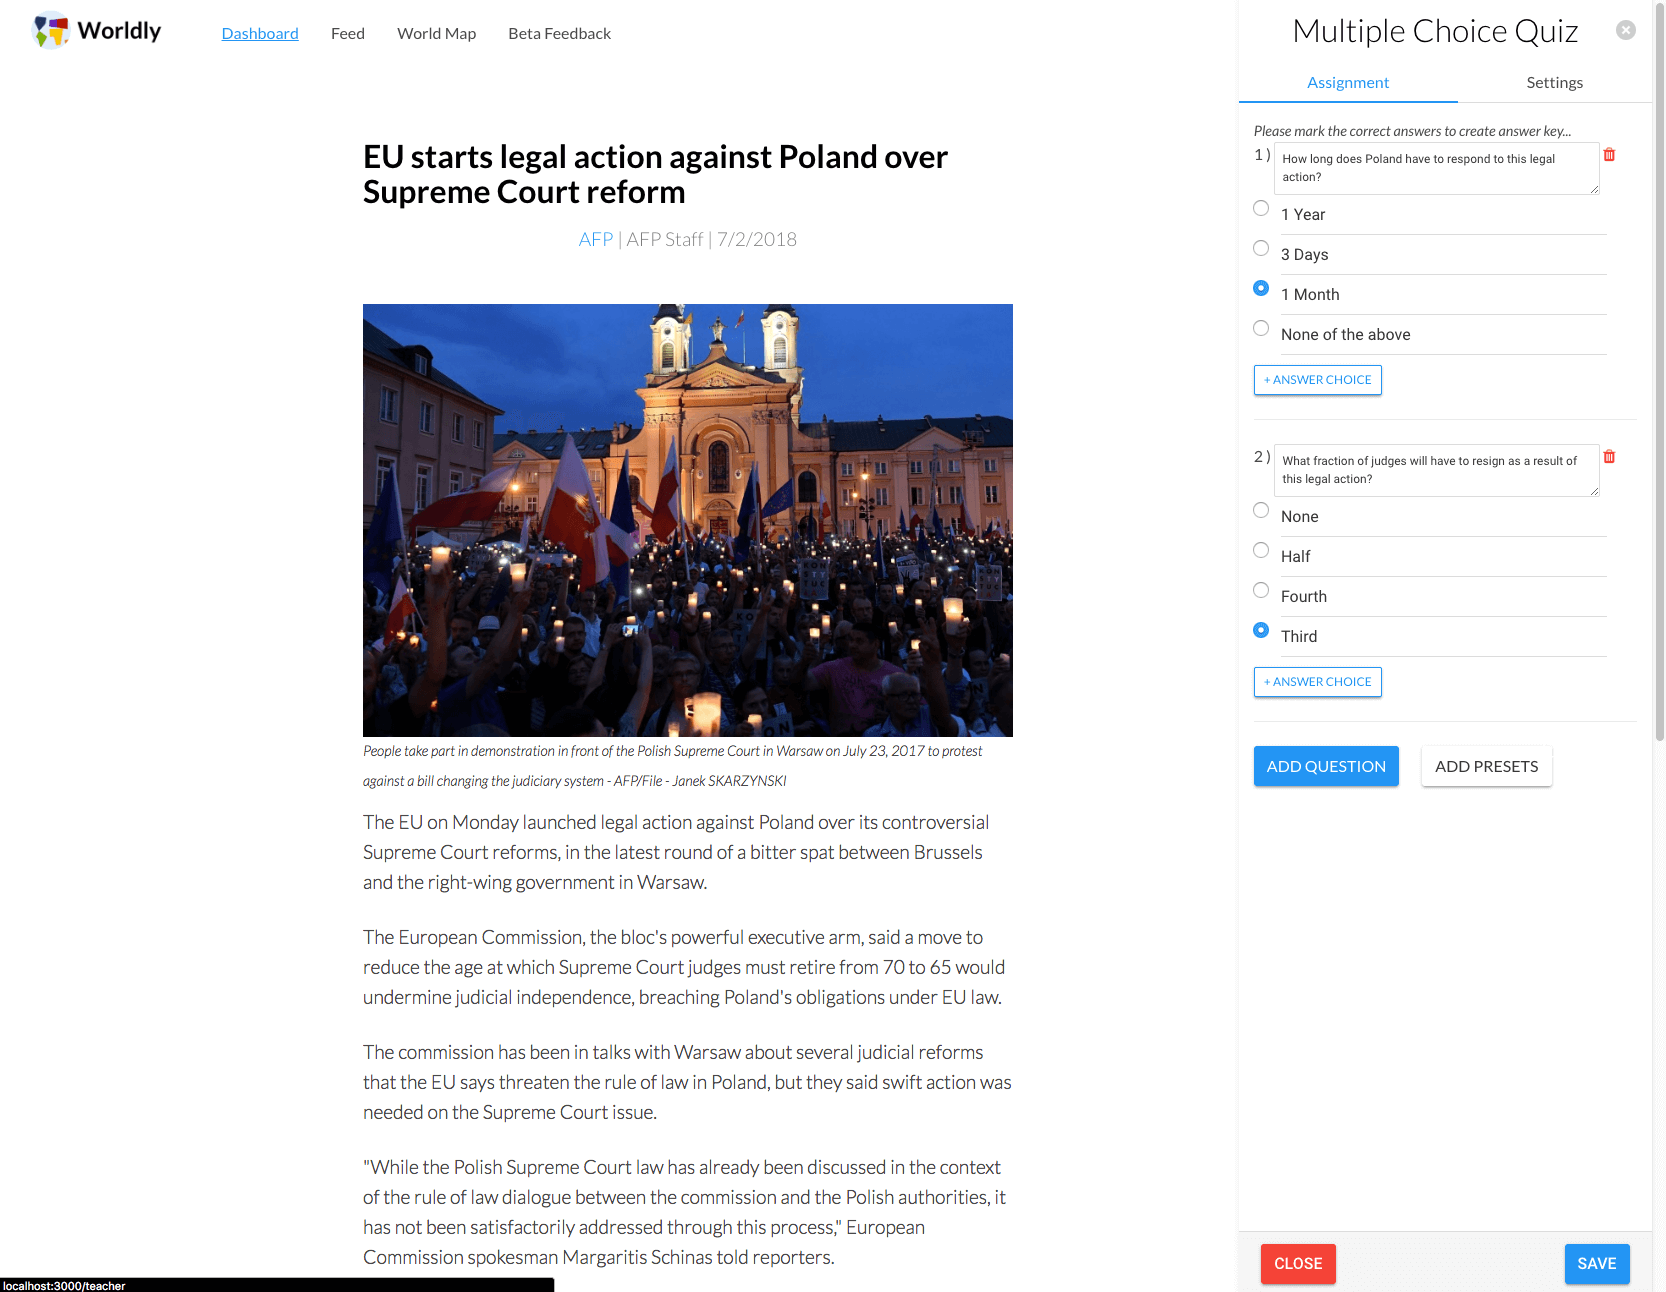 Worldly
Dashboard
Feed
World Map
Beta Feedback
EU starts legal action against Poland over
Supreme Court reform
AFP | AFP Staff | 7/2/2018
KON
STY
TUC
People take part in demonstration in front of the Polish Supreme Court in Warsaw on July 23, 2017 to protest
against a bill changing the judiciary system - AFP/File - Janek SKARZYNSKI
The EU on Monday launched legal action against Poland over its controversial
Supreme Court reforms, in the latest round of a bitter spat between Brussels
and the right-wing government in Warsaw.
The European Commission, the bloc's powerful executive arm, said a move to
reduce the age at which Supreme Court judges must retire from 70 to 65 would
undermine judicial independence, breaching Poland's obligations under EU law.
The commission has been in talks with Warsaw about several judicial reforms
that the EU says threaten the rule of law in Poland, but they said swift action was
needed on the Supreme Court issue.
"While the Polish Supreme Court law has already been discussed in the context
of the rule of law dialogue between the commission and the Polish authorities, it
has not been satisfactorily addressed through this process," European
Commission spokesman Margaritis Schinas told reporters.
localhost:3000/teacher
Multiple Choice Quiz
Assignment
Settings
Please mark the correct answers to create answer key...
1 ) How long does Poland have to respond to this legal
action?
1 Year
3 Days
1 Month
None of the above
+ ANSWER CHOICE
2 ) What fraction of judges will have to resign as a result of
this legal action?
None
Half
Fourth
Third
+ ANSWER CHOICE
ADD QUESTION
ADD PRESETS
CLOSE
SAVE